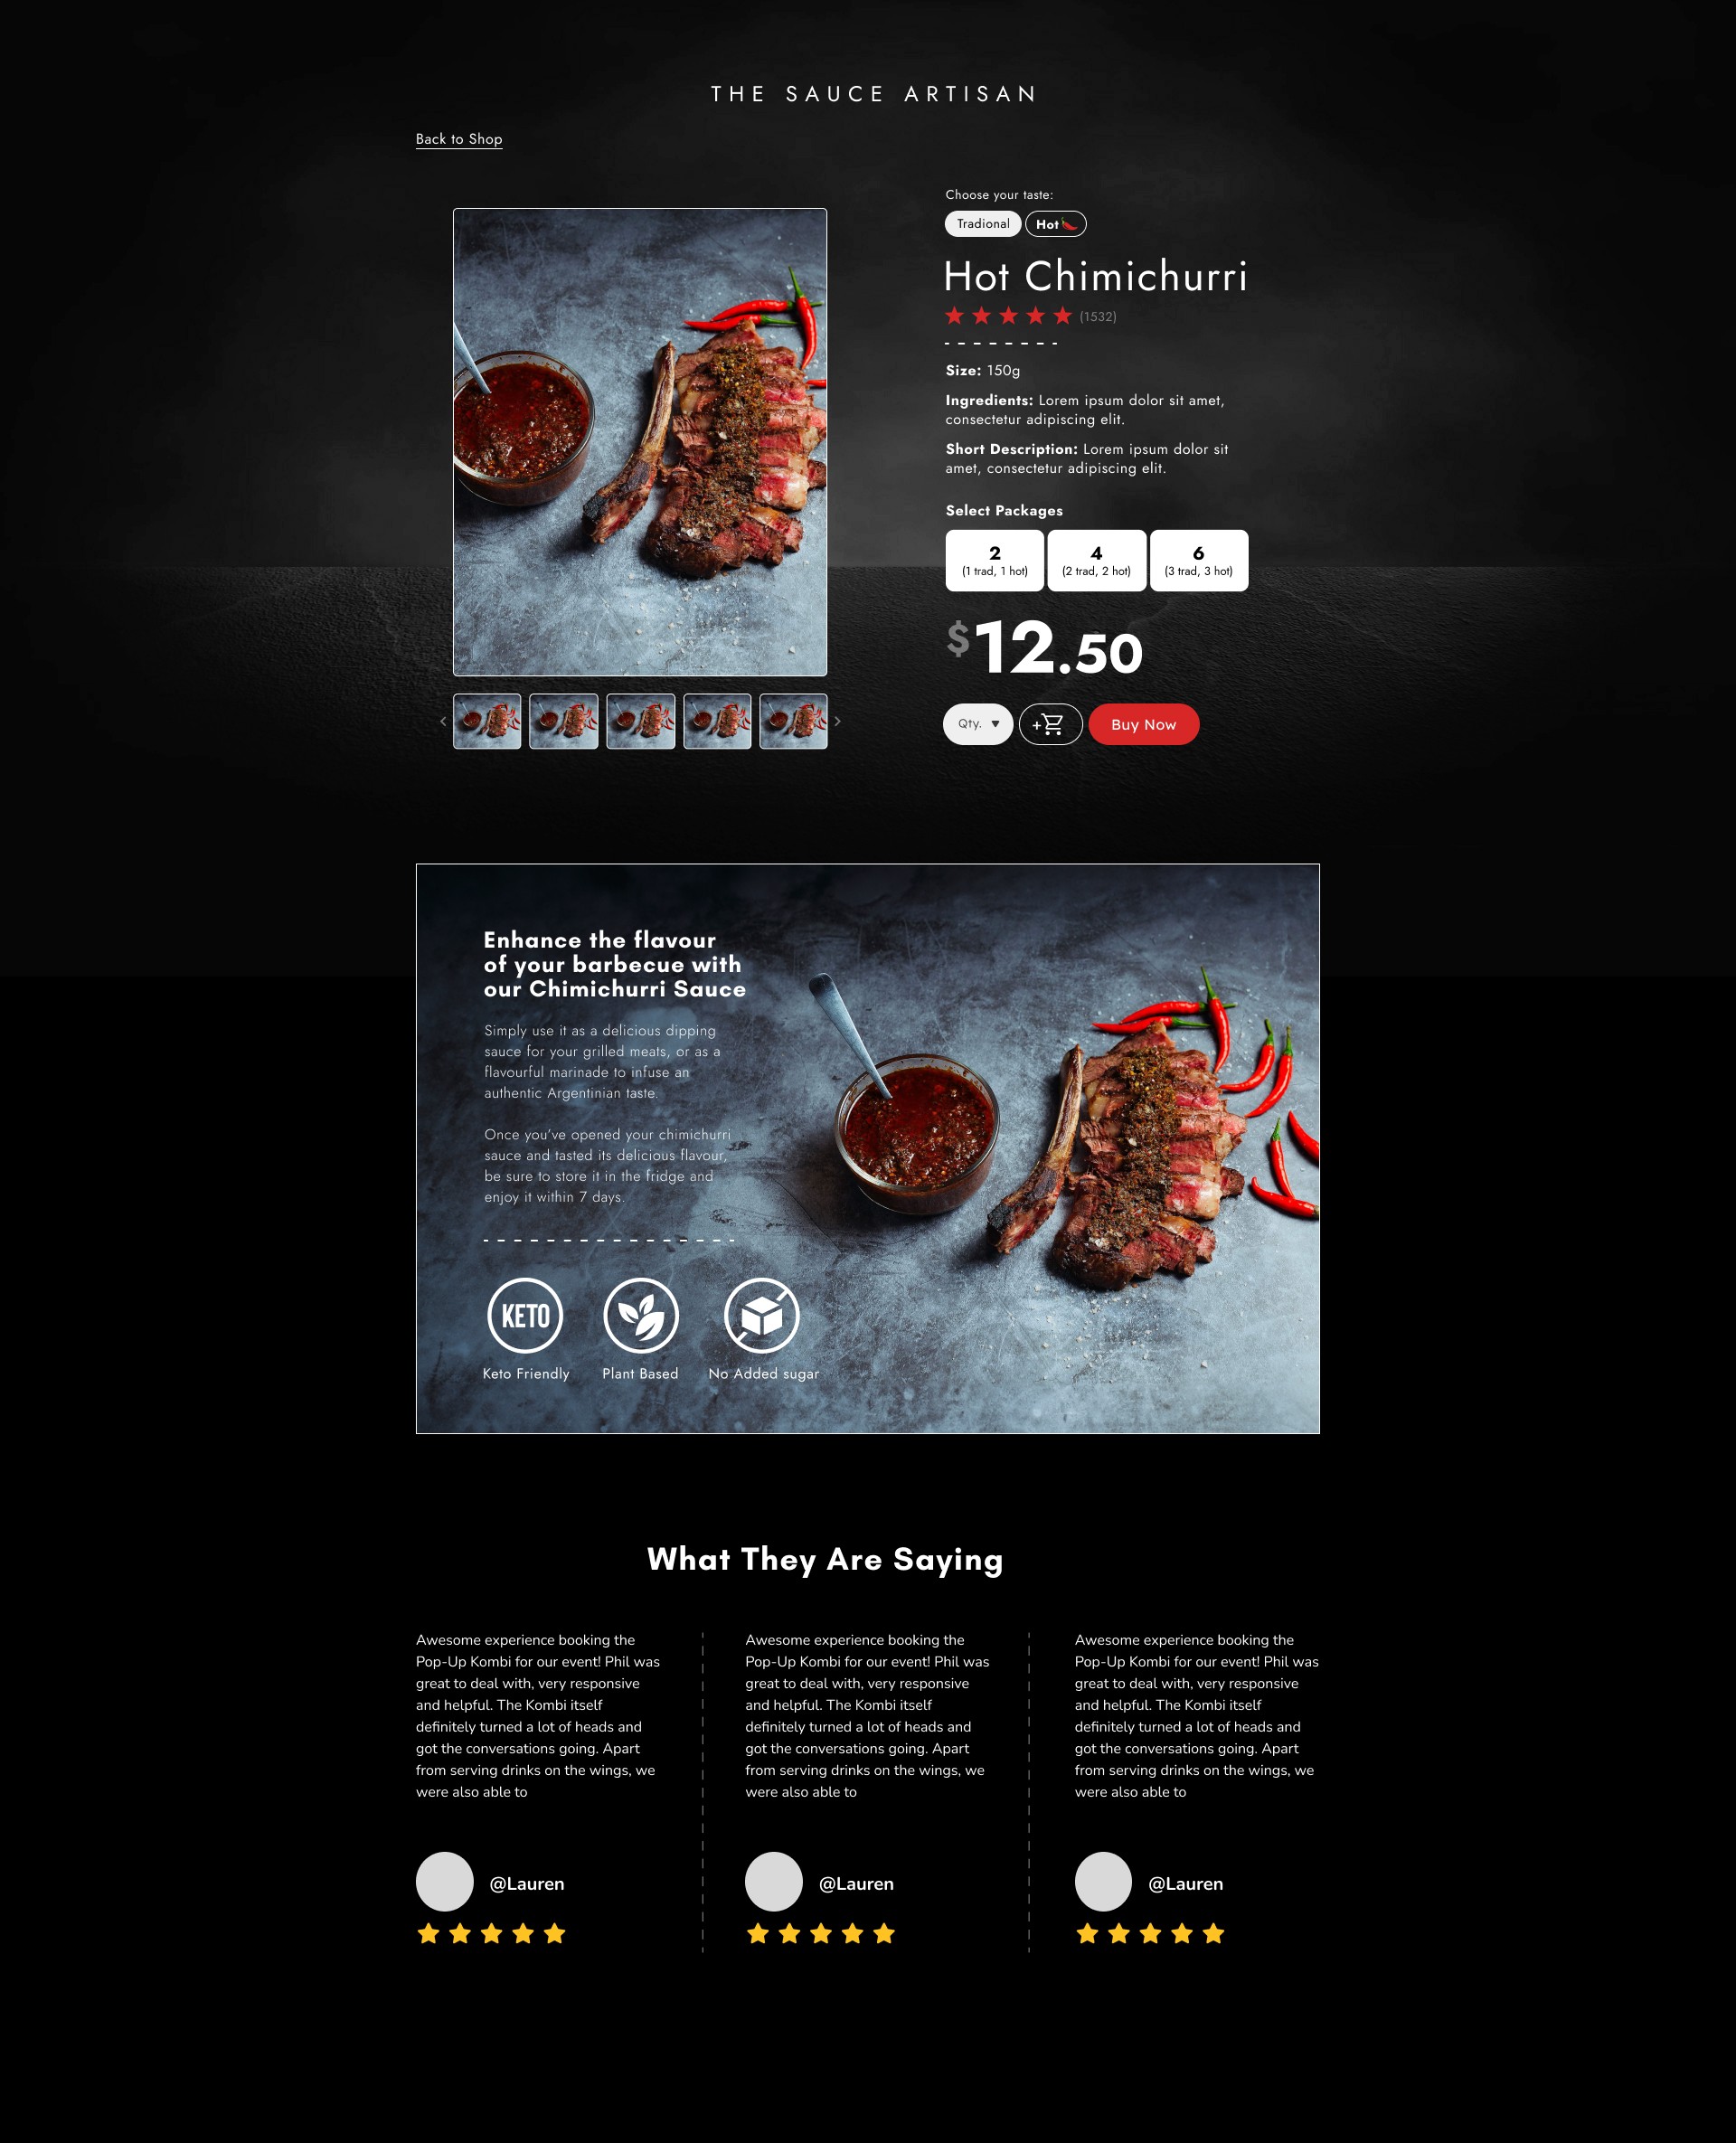 THE SAUCE ARTISAN
Back to Shop
Choose your taste:
Tradional
Hot
Hot Chimichurri
(1532)
Size: 150g
Ingredients: Lorem ipsum dolor sit amet,
consectetur adipiscing elit.
Short Description: Lorem ipsum dolor sit
amet, consectetur adipiscing elit.
Select Packages
2
(1 trad, 1 hot)
4
(2 trad, 2 hot)
6
(3 trad, 3 hot)
$12.50
Qty.
+
Buy Now
Enhance the flavour
of your barbecue with
our Chimichurri Sauce
Simply use it as a delicious dipping
sauce for your grilled meats, or as a
flavourful marinade to infuse an
authentic Argentinian taste.
Once you've opened your chimichurri
sauce and tasted its delicious flavour,
be sure to store it in the fridge and
enjoy it within 7 days.
KETO
Keto Friendly
Plant Based
No Added sugar
What They Are Saying
Awesome experience booking the
Pop-Up Kombi for our event! Phil was
great to deal with, very responsive
and helpful. The Kombi itself
definitely turned a lot of heads and
got the conversations going. Apart
from serving drinks on the wings, we
were also able to
@Lauren
Awesome experience booking the
Pop-Up Kombi for our event! Phil was
great to deal with, very responsive
and helpful. The Kombi itself
definitely turned a lot of heads and
got the conversations going. Apart
from serving drinks on the wings, we
were also able to
@Lauren
Awesome experience booking the
Pop-Up Kombi for our event! Phil was
great to deal with, very responsive
and helpful. The Kombi itself
definitely turned a lot of heads and
got the conversations going. Apart
from serving drinks on the wings, we
were also able to
@Lauren